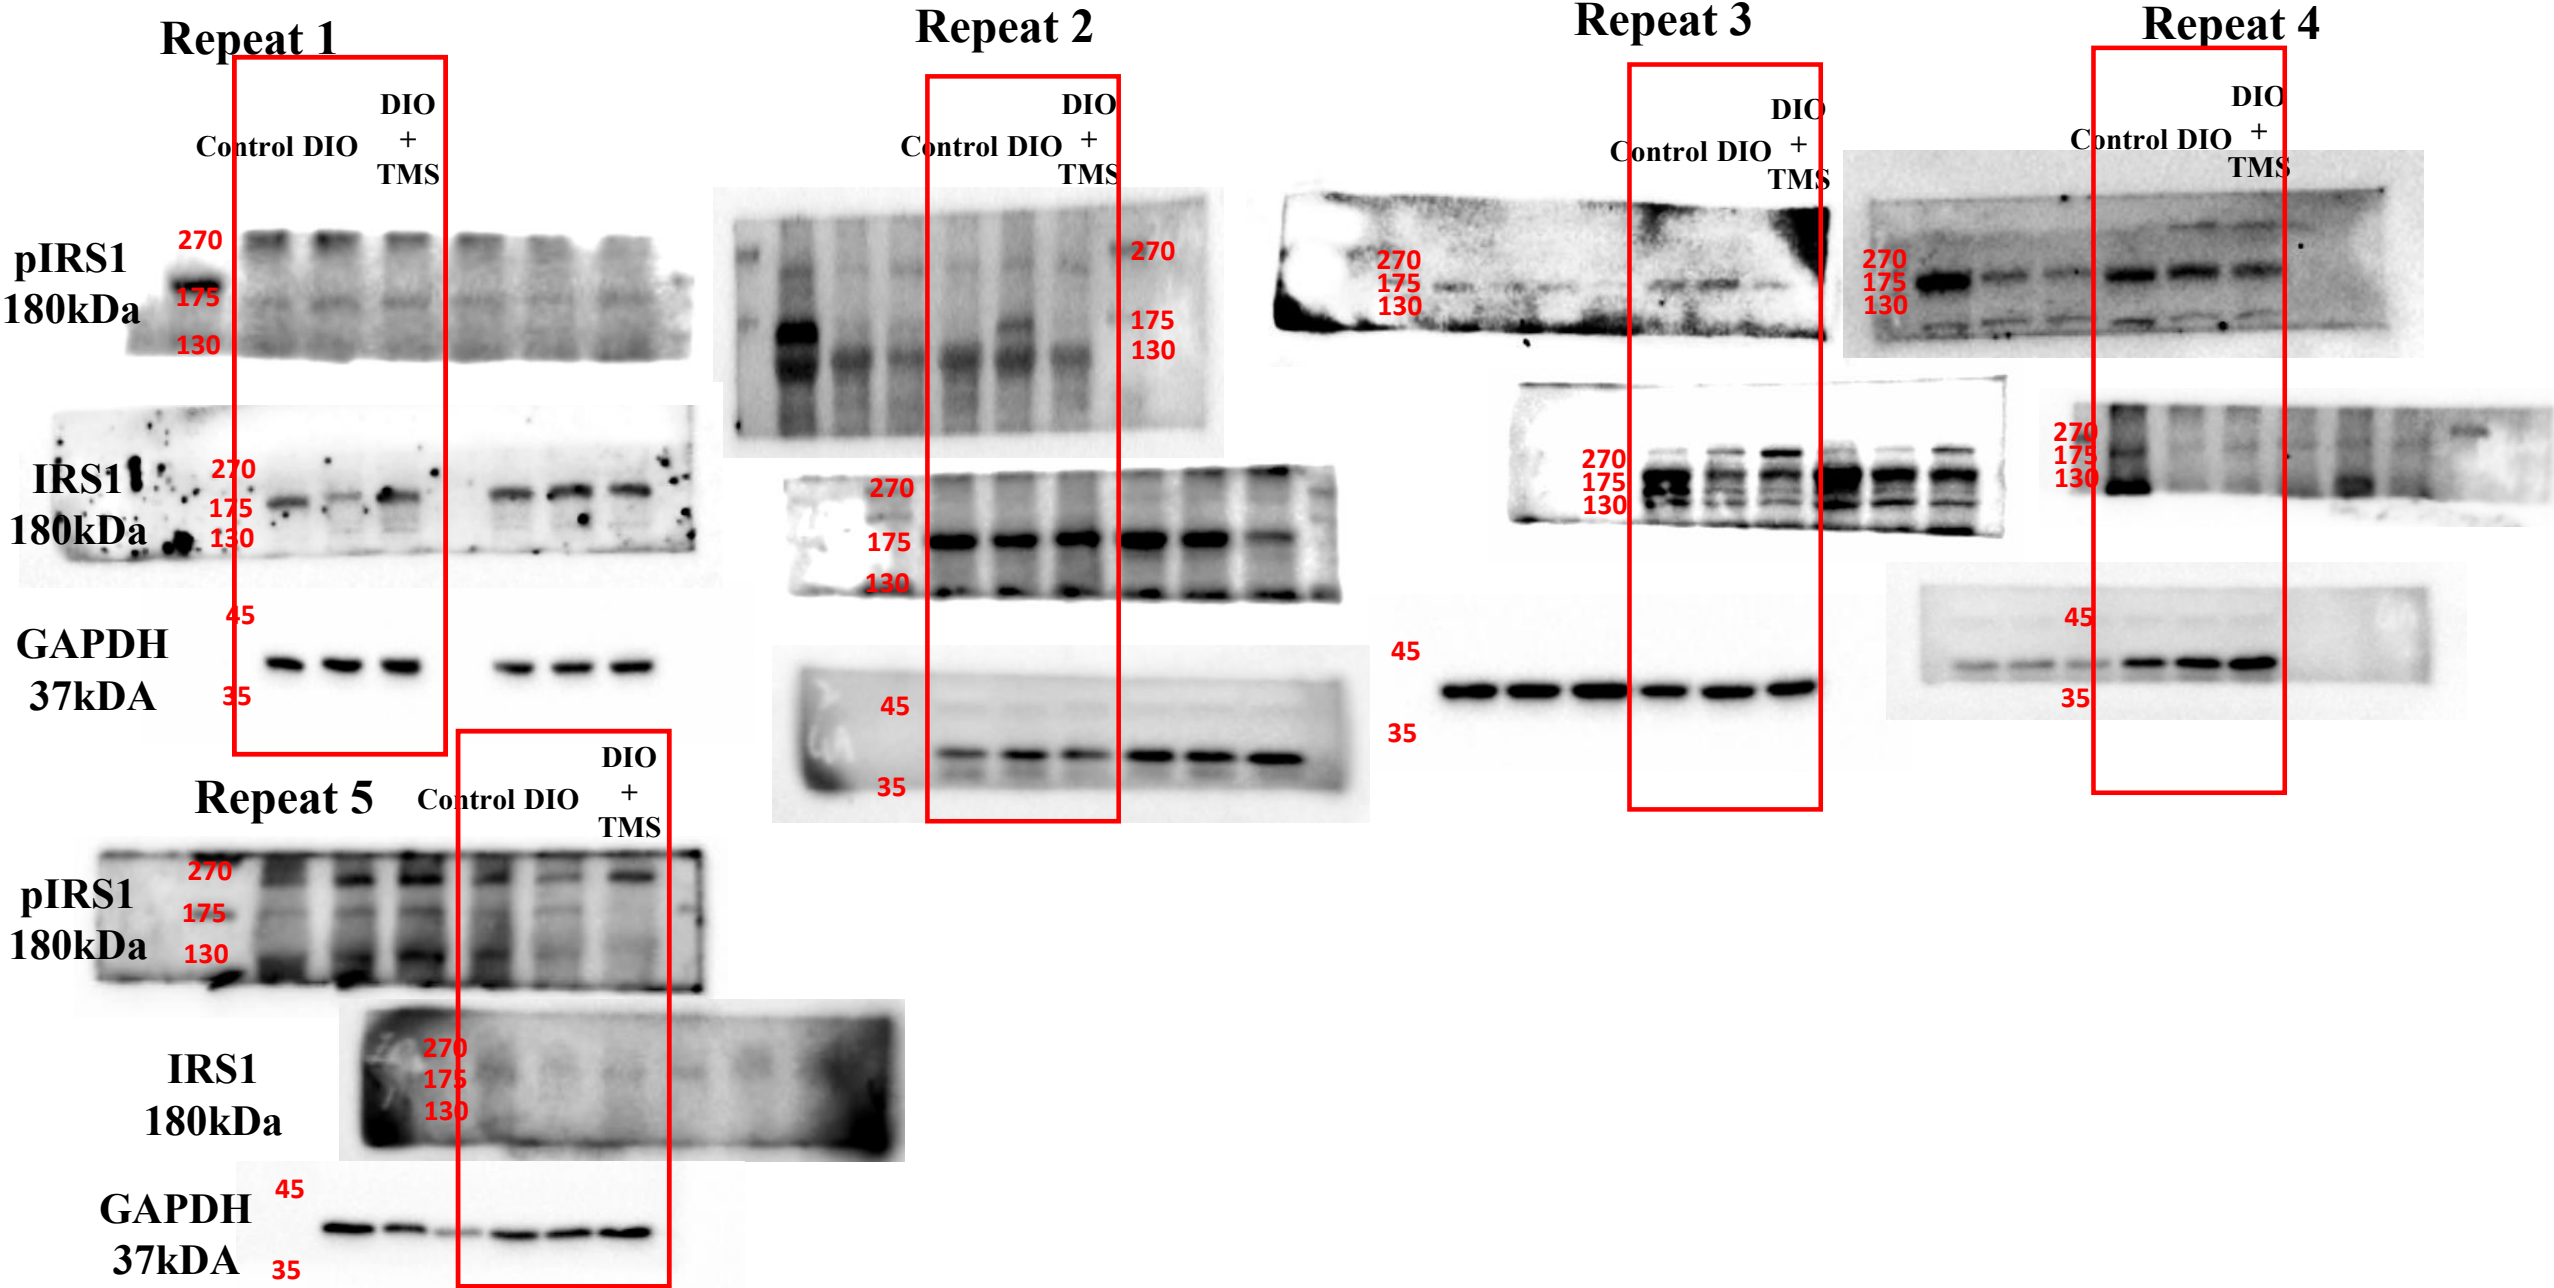 Repeat 1
Control DIO
DIO
+
TMS
pIRS1
180kDa
270
175
130
IRS1
180kDa
270
175
130
GAPDH
37kDA
45
35
Repeat 2
Control DIO
DIO
+
TMS
270
175
130
270
175
130
45
35
Repeat 3
Control DIO
DIO
+
TMS
270
175
130
270
175
130
45
35
Repeat 4
Control DIO
DIO
+
TMS
270
175
130
270
175
130
45
35
Repeat 5
Control DIO
DIO
+
TMS
pIRS1
180kDa
270
175
130
IRS1
180kDa
270
175
130
GAPDH
37kDA
45
35